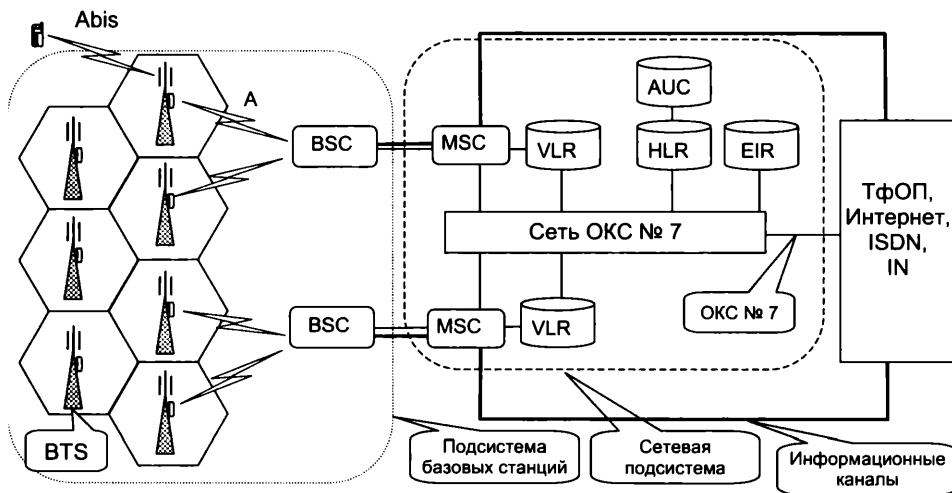 Abis
A
BSC
MSC
VLR
AUC
HLR
EIR
ТфОП,
Интернет,
ISDN,
IN
Сеть ОКС № 7
ОКС № 7
BSC
MSC
VLR
BTS
Подсистема
базовых станций
Сетевая
подсистема
Информационные
каналы